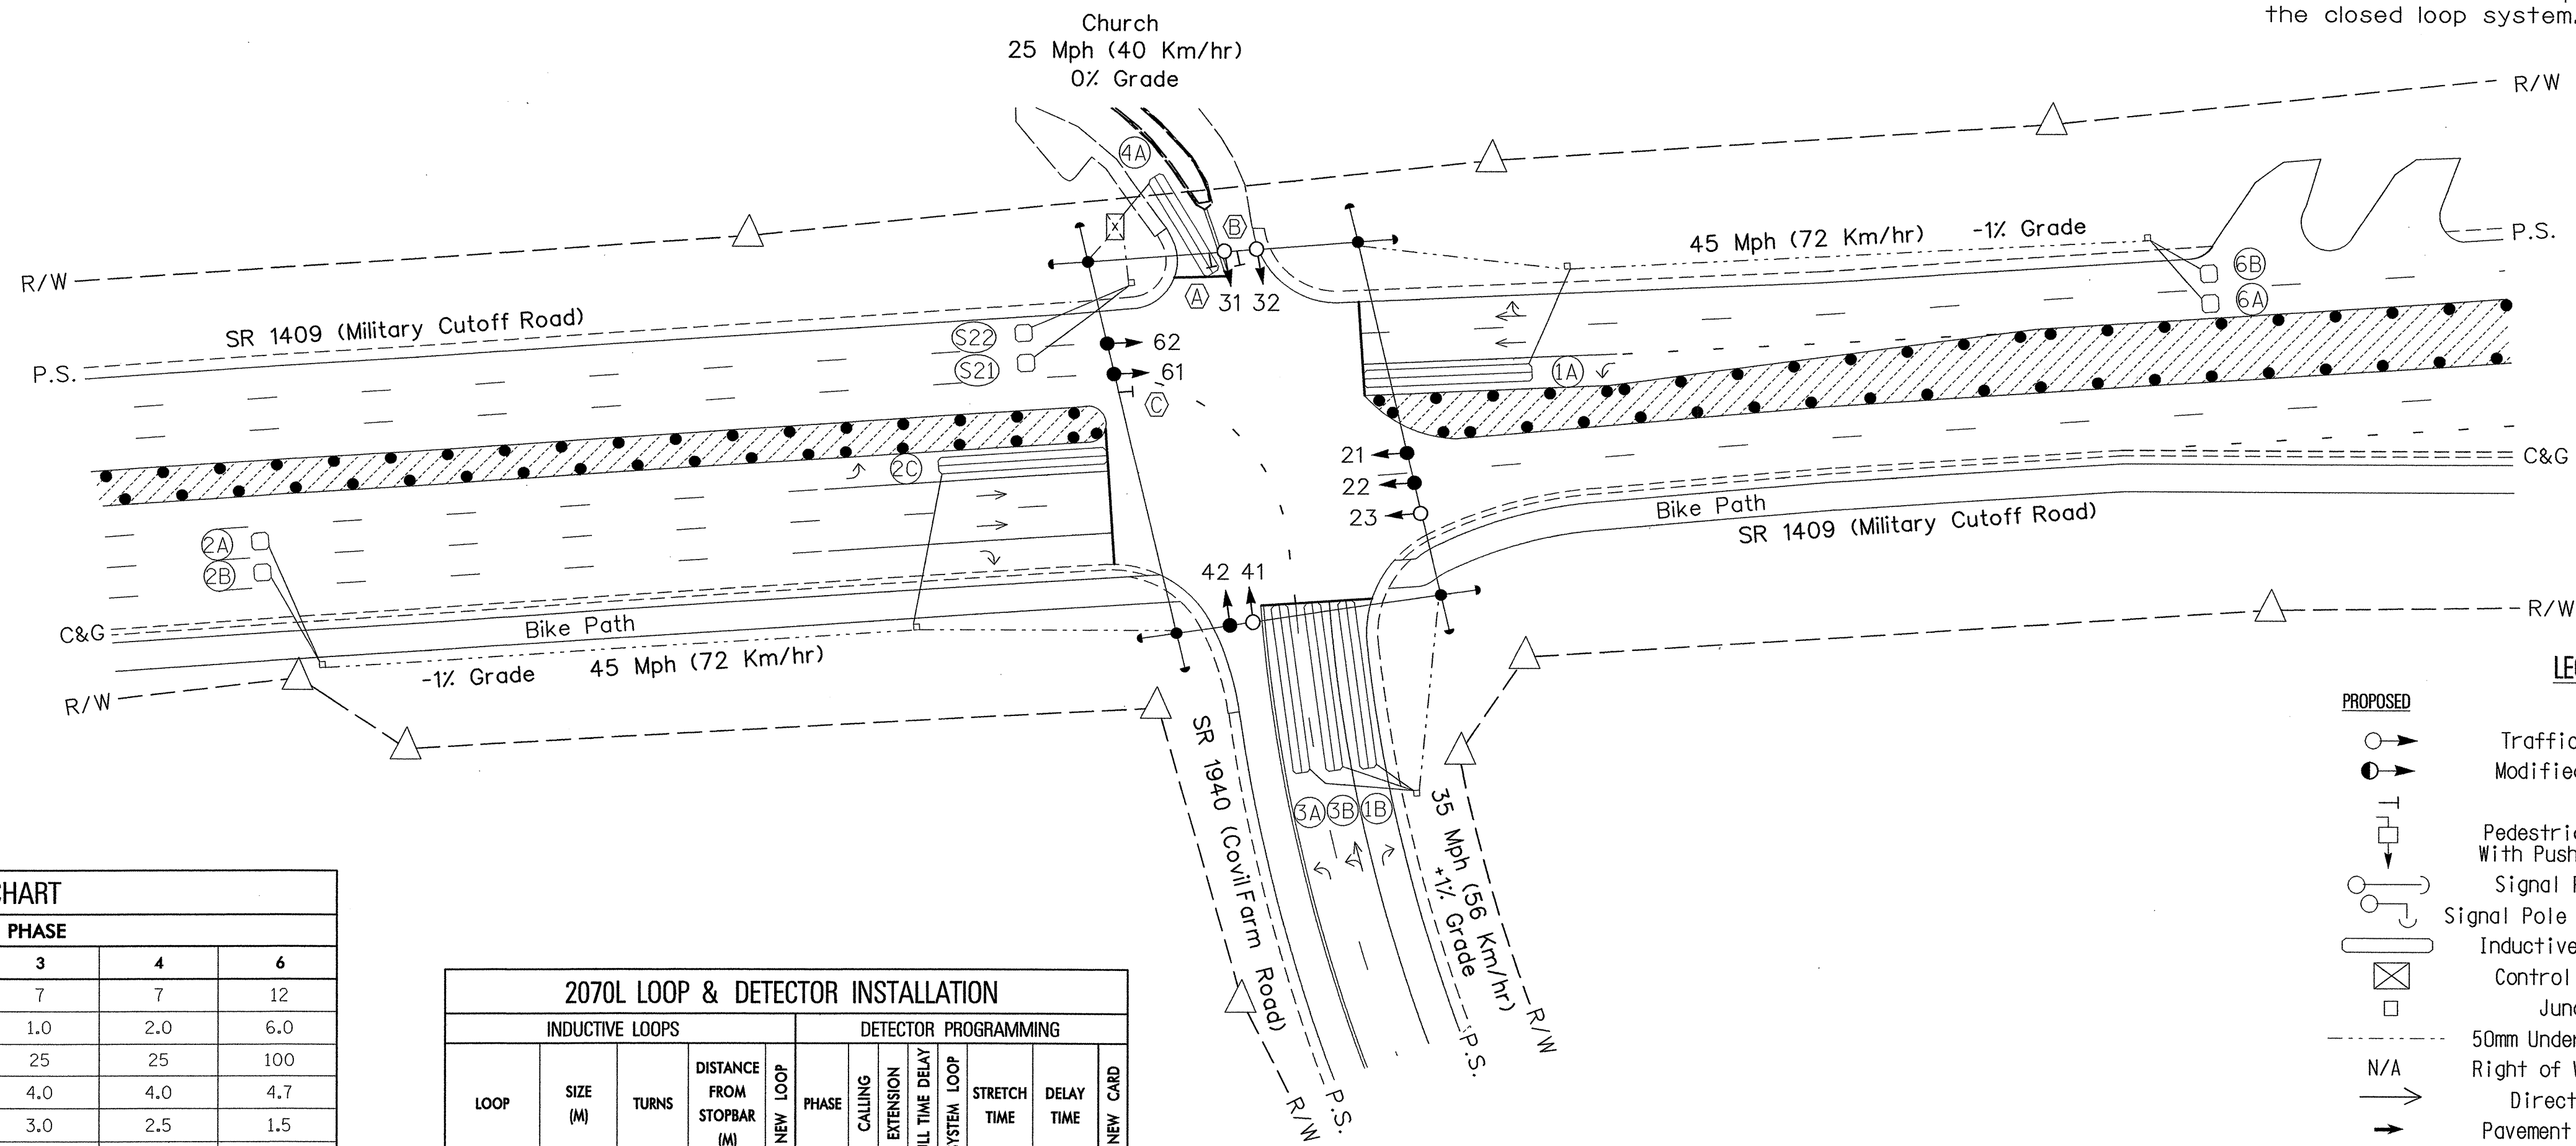 the closed loop system.
Church
25 Mph (40 Km/hr)
0% Grade
R/W
4A
B
45 Mph (72 Km/hr) -1% Grade
P.S.
6B
6A
R/W
A
31 32
SR 1409 (Military Cutoff Road)
S22
S21
62
61
C
P.S.
1A
2C
21
22
23
C&G
Bike Path
SR 1409 (Military Cutoff Road)
2A
2B
42 41
C&G
Bike Path
R/W
-1% Grade 45 Mph (72 Km/hr)
R/W
SR 1940 (Covil Farm Road)
3A 3B 1B
35 Mph (56 Km/hr)
+1% Grade
R/W
P.S.
P.S.
R/W
PROPOSED
Traffic
Modified
With Push
Signal
Signal Pole
Inductive
Control
50mm
N/A Right of
Pavement
CHART
PHASE
3 4 6
7 7 12
1.0 2.0 6.0
25 25 100
4.0 4.0 4.7
3.0 2.5 1.5
2070L LOOP & DETECTOR INSTALLATION
INDUCTIVE LOOPS DETECTOR PROGRAMMING
LOOP
SIZE
(M)
TURNS
DISTANCE
FROM
STOPBAR
(M)
NEW LOOP
PHASE
CALLING
EXTENSION
TIME DELAY
SYSTEM LOOP
STRETCH
TIME
DELAY
TIME
NEW CARD